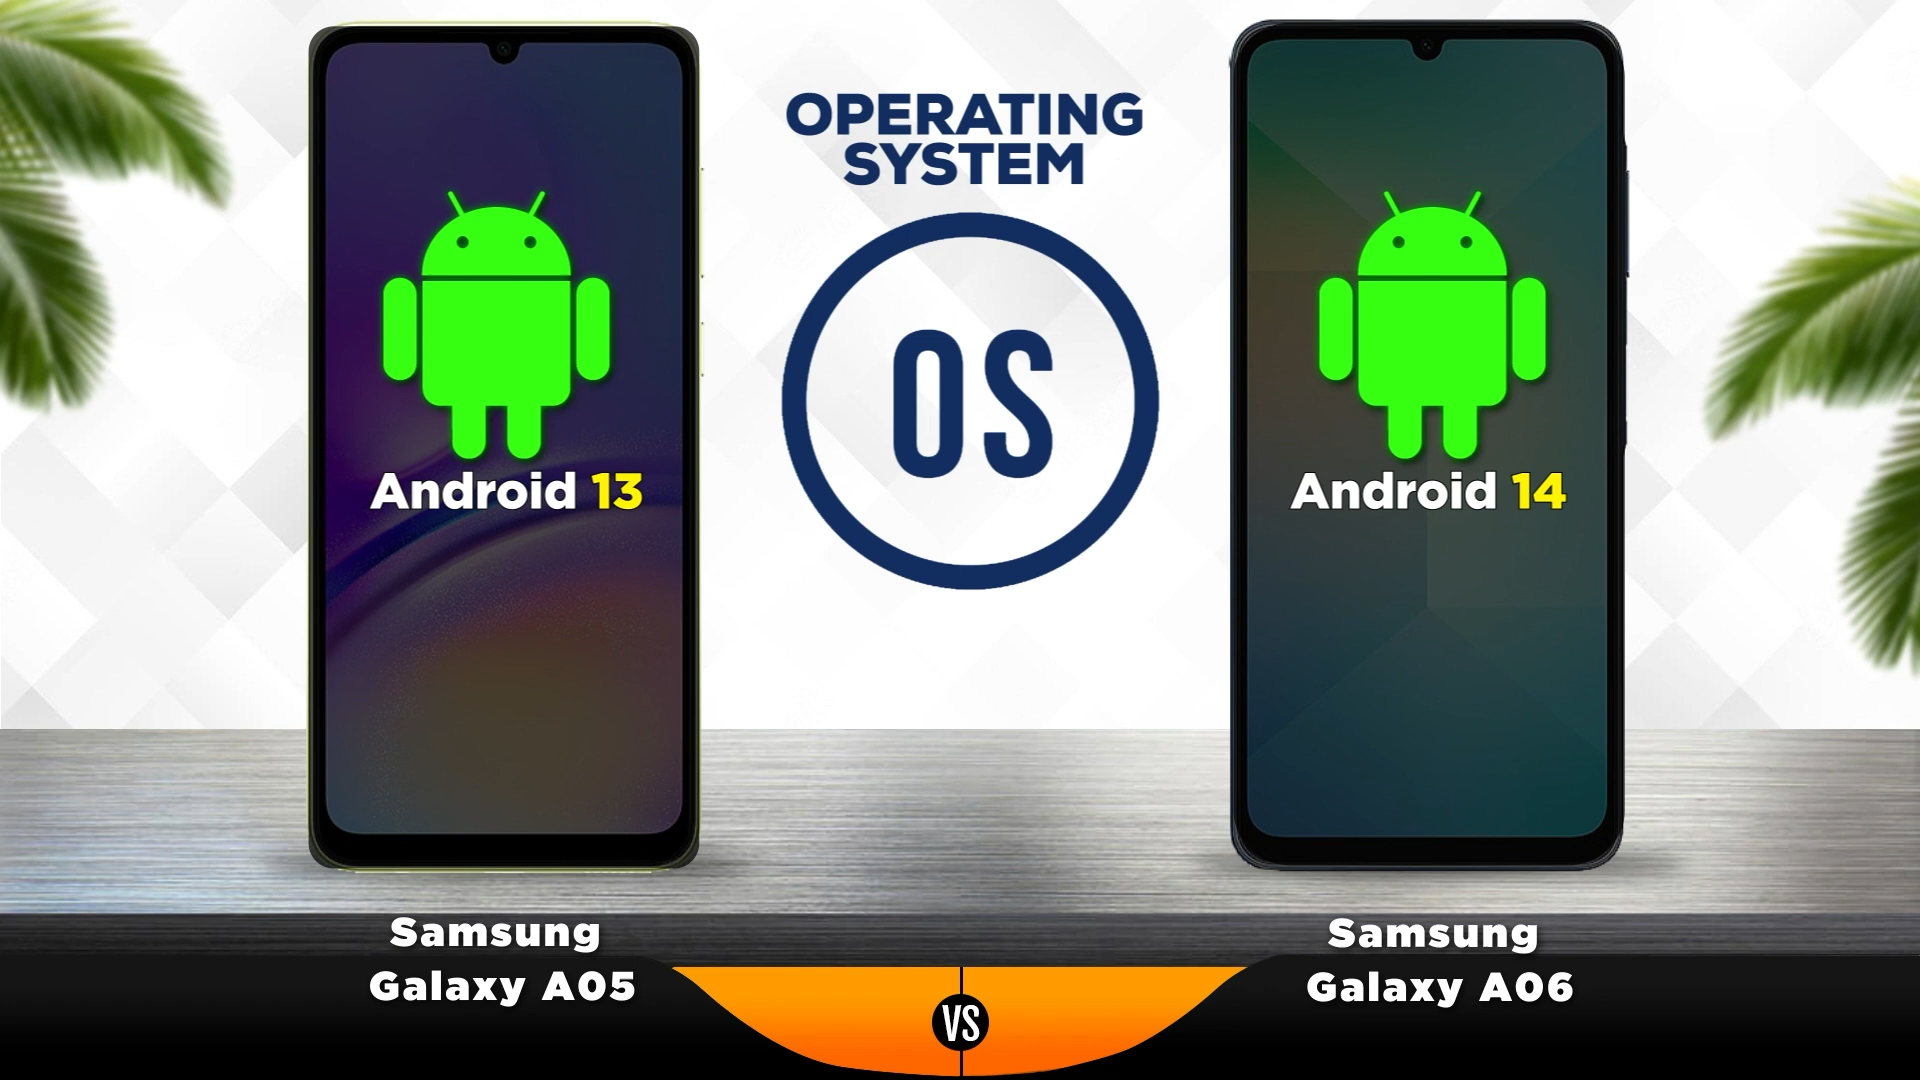 OPERATING
SYSTEM
OS
Android 13
Android 14
Samsung
Galaxy A05
VS
Samsung
Galaxy A06